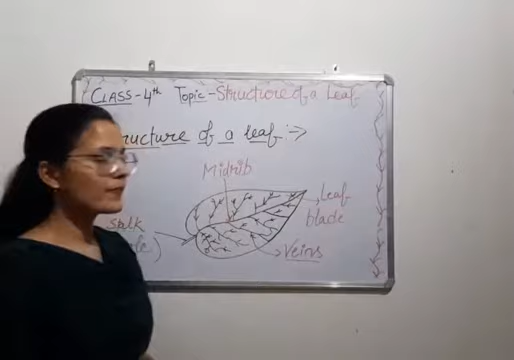 CLASS-4th Topic-Structure of a Leaf
ructure of a leaf :→
Midrib
Leaf
blade
stalk
Veins